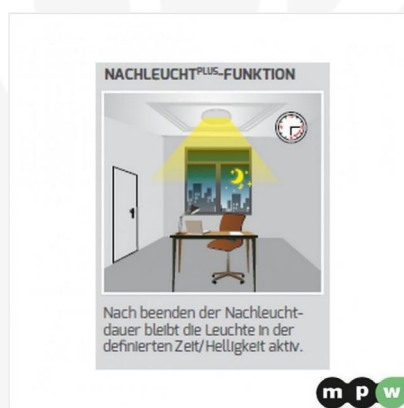 NACHLEUCHTPLUS-FUNKTION
Nach beenden der Nachleucht-
dauer bleibt die Leuchte in der
definierten Zeit/Helligkeit aktiv.
mpw